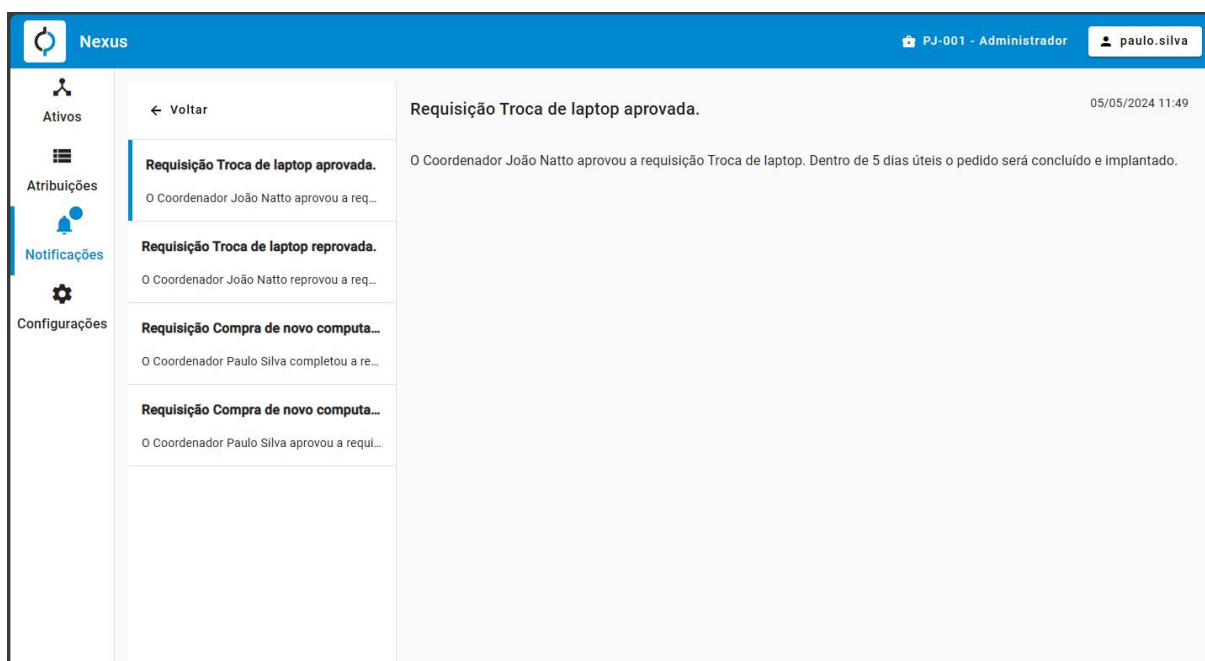 Nexus
PJ-001 - Administrador
paulo.silva
Ativos
Atribuições
Notificações
Configurações
Voltar
Requisição Troca de laptop aprovada.
O Coordenador João Natto aprovou a req...
Requisição Troca de laptop reprovada.
O Coordenador João Natto reprovou a req...
Requisição Compra de novo computa...
O Coordenador Paulo Silva completou a re...
Requisição Compra de novo computa...
O Coordenador Paulo Silva aprovou a requi...
Requisição Troca de laptop aprovada.
05/05/2024 11:49
O Coordenador João Natto aprovou a requisição Troca de laptop. Dentro de 5 dias úteis o pedido será concluído e implantado.